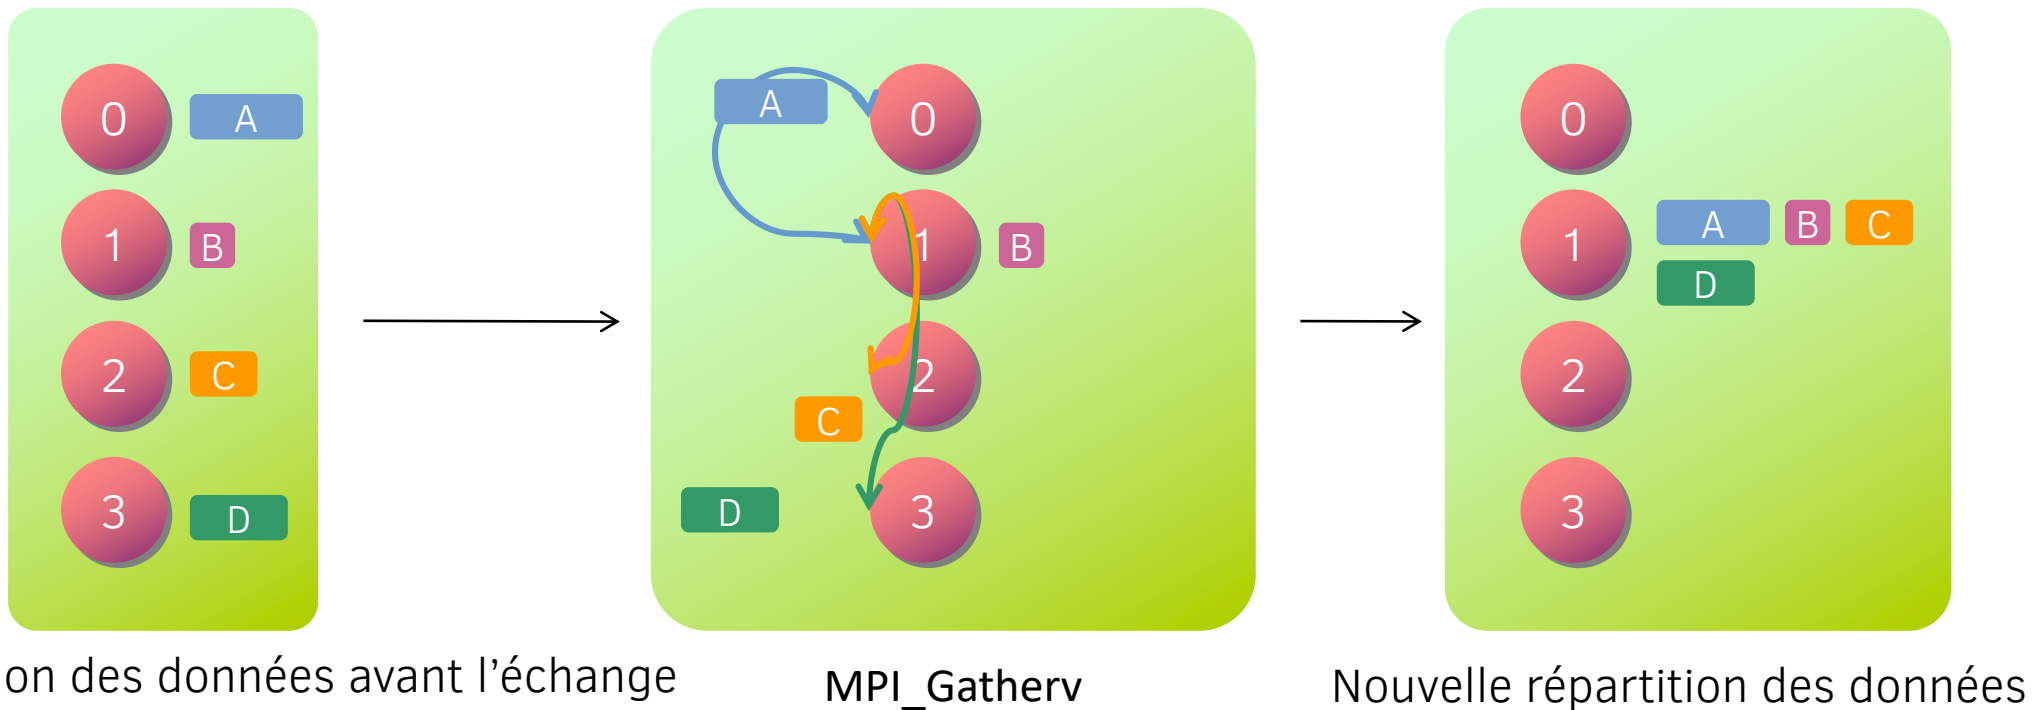 0 A
1 B
2 C
3 D
A 0
1 B
2
C
D 3
0
1 A B C
D
2
3
on des données avant l’échange
MPI_Gatherv
Nouvelle répartition des données